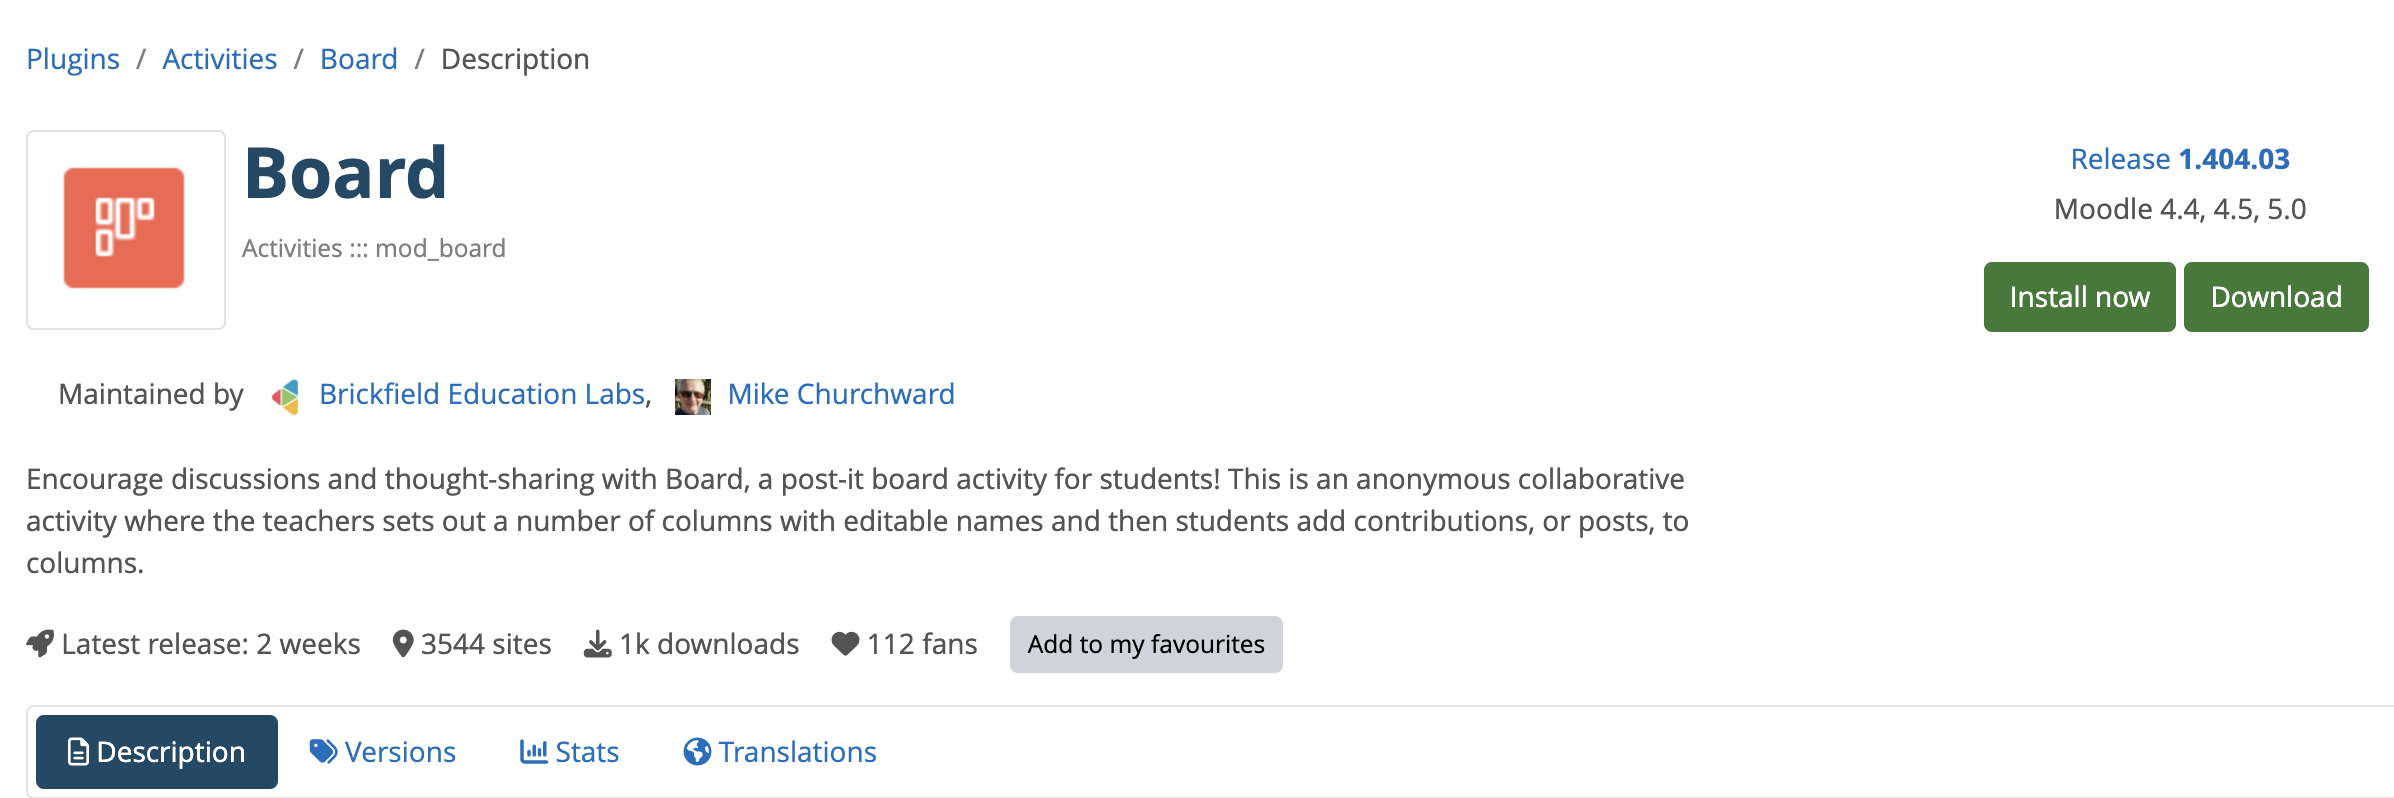 Plugins / Activities / Board / Description
Board
Activities ::: mod_board
Release 1.404.03
Moodle 4.4, 4.5, 5.0
Install now
Download
Maintained by Brickfield Education Labs, Mike Churchward
Encourage discussions and thought-sharing with Board, a post-it board activity for students! This is an anonymous collaborative
activity where the teachers sets out a number of columns with editable names and then students add contributions, or posts, to
columns.
Latest release: 2 weeks 3544 sites 1k downloads 112 fans Add to my favourites
Description Versions Stats Translations